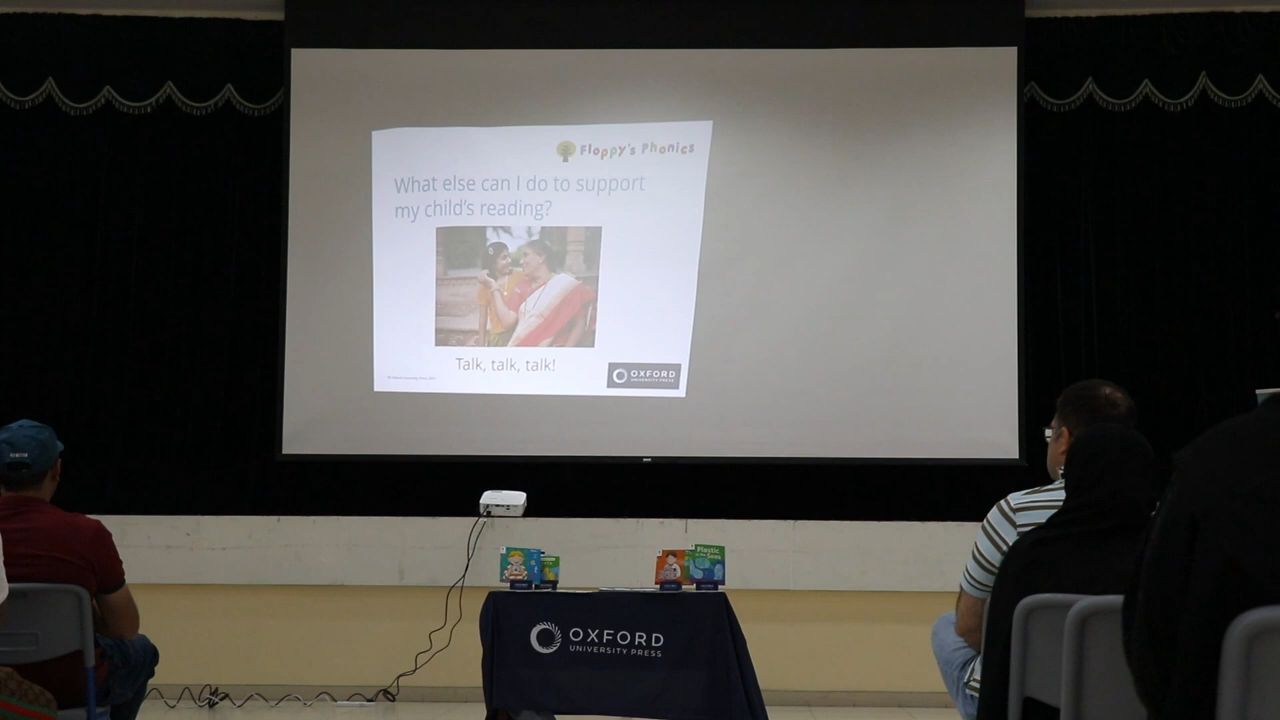 Floppy's Phonics
What else can I do to support
my child's reading?
Talk, talk, talk!
OXFORD
UNIVERSITY PRESS
Plastic
in the Seas
OXFORD
UNIVERSITY PRESS